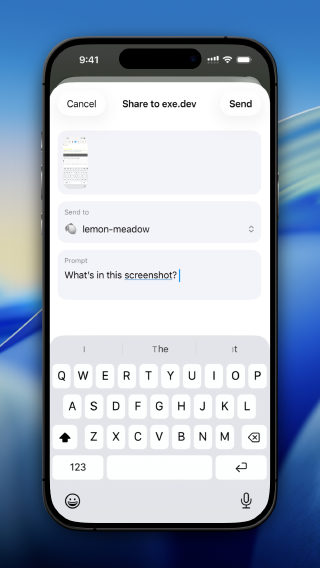 9:41
Cancel
Share to exe.dev
Send
Send to
lemon-meadow
Prompt
What's in this screenshot?
I
The
it
Q W E R T Y U I O P
A S D F G H J K L
Z X C V B N M
123